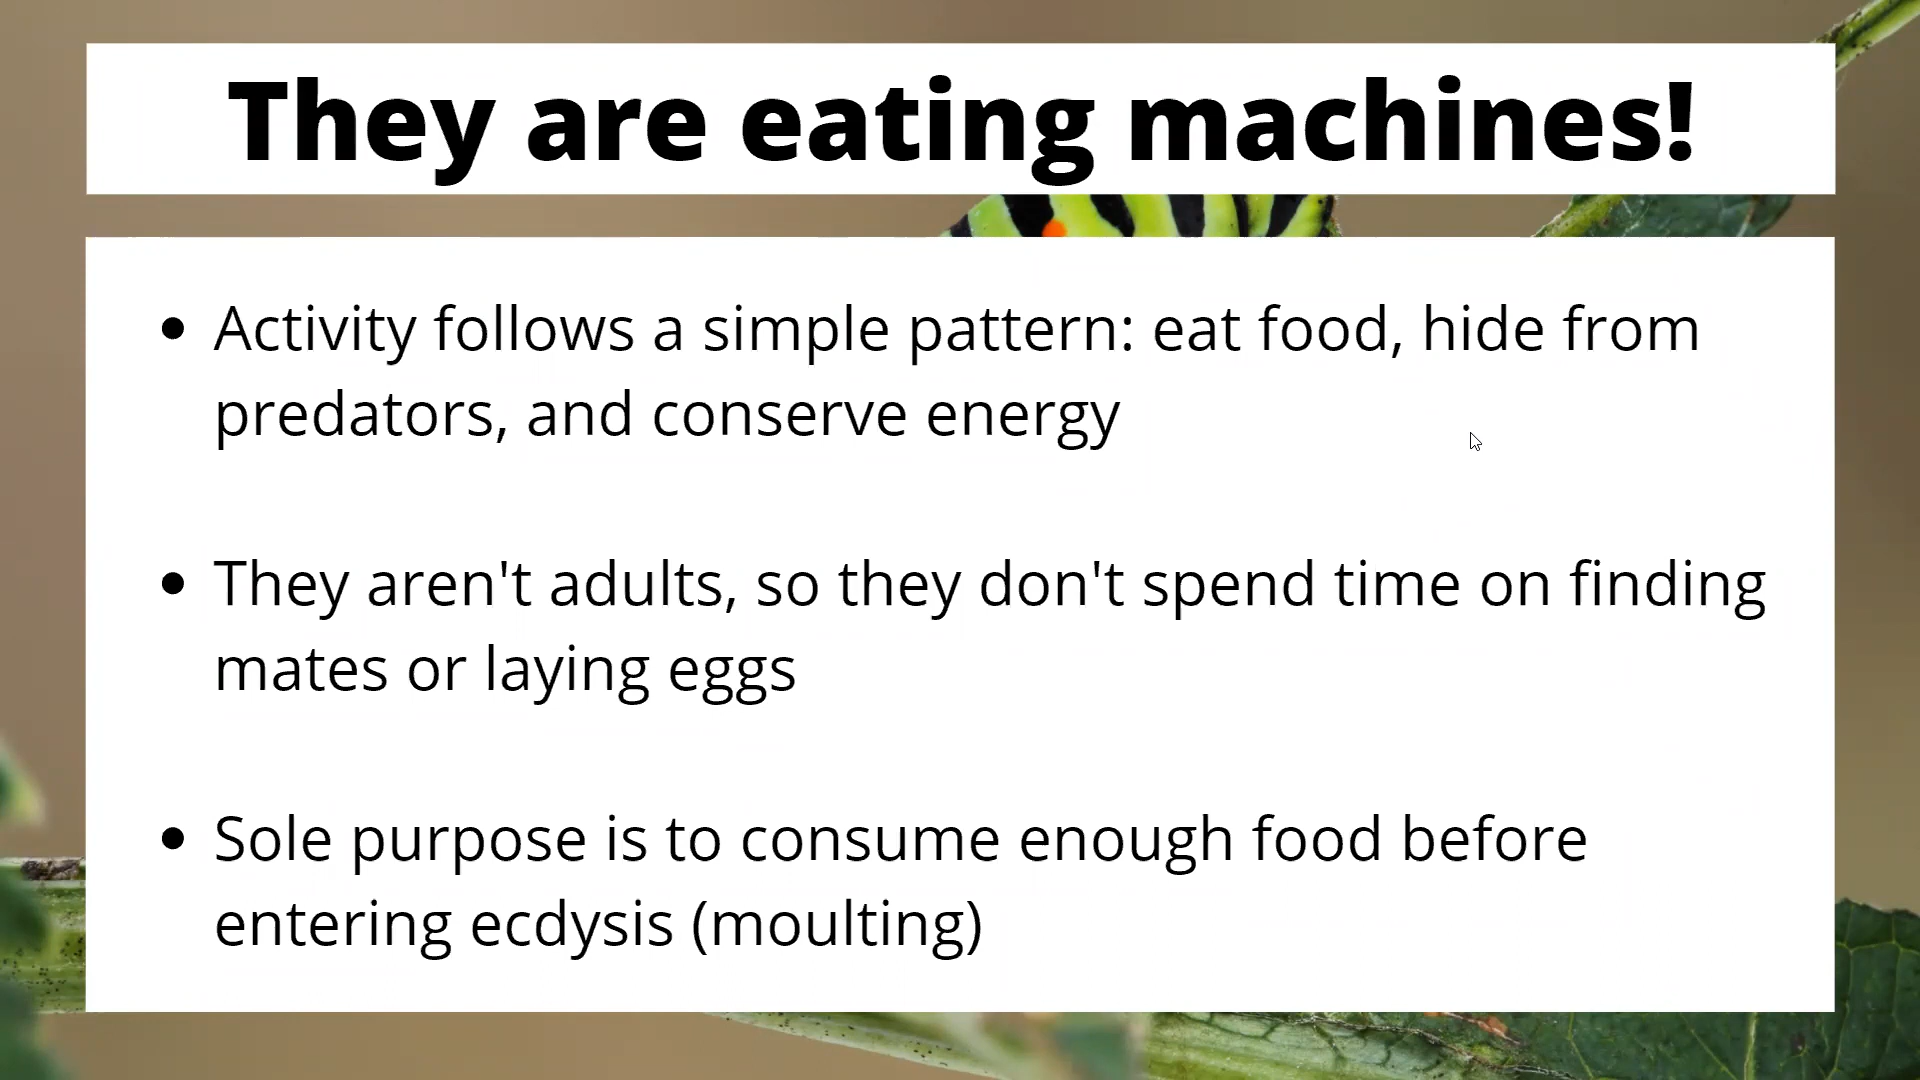 They are eating machines!
• Activity follows a simple pattern: eat food, hide from
predators, and conserve energy
• They aren't adults, so they don't spend time on finding
mates or laying eggs
• Sole purpose is to consume enough food before
entering ecdysis (moulting)